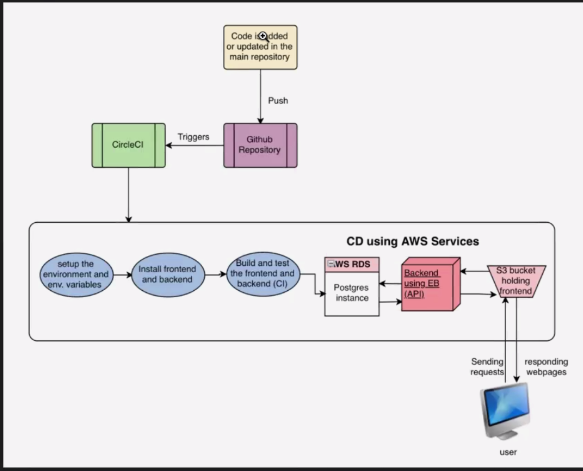 Code is added
or updated in the
main repository
Push
Triggers
CircleCI
Github
Repository
CD using AWS Services
setup the
environment and
env. variables
Install frontend
and backend
Build and test
the frontend and
backend (CI)
AWS RDS
Postgres
instance
Backend
using EB
(API)
S3 bucket
holding
frontend
Sending
requests
responding
webpages
user